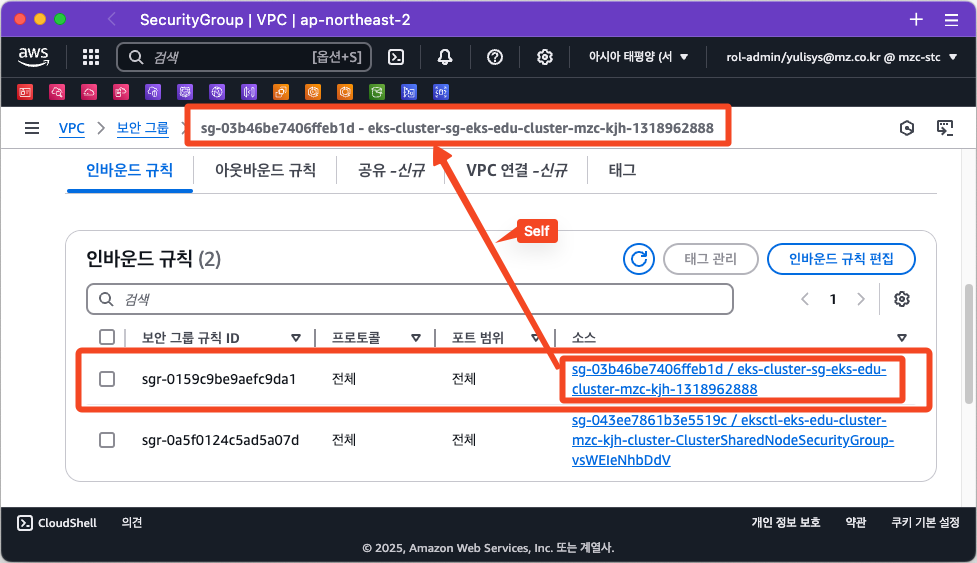 SecurityGroup | VPC | ap-northeast-2
aws
검색
[옵션+S]
아시아 태평양 (서
rol-admin/yulisys@mz.co.kr @ mzc-stc
VPC
보안 그룹
sg-03b46be7406ffeb1d - eks-cluster-sg-eks-edu-cluster-mzc-kjh-1318962888
인바운드 규칙
아웃바운드 규칙
공유 -신규
VPC 연결 -신규
태그
Self
인바운드 규칙 (2)
태그 관리
인바운드 규칙 편집
검색
1
보안 그룹 규칙 ID
프로토콜
포트 범위
소스
sgr-0159c9be9aefc9da1
전체
전체
sg-03b46be7406ffeb1d / eks-cluster-sg-eks-edu-
cluster-mzc-kjh-1318962888
sgr-0a5f0124c5ad5a07d
전체
전체
sg-043ee7861b3e5519c / eksctl-eks-edu-cluster-
mzc-kjh-cluster-ClusterSharedNodeSecurityGroup-
vsWEIeNhbDdV
CloudShell
의견
개인 정보 보호
약관
쿠키 기본 설정
© 2025, Amazon Web Services, Inc. 또는 계열사.